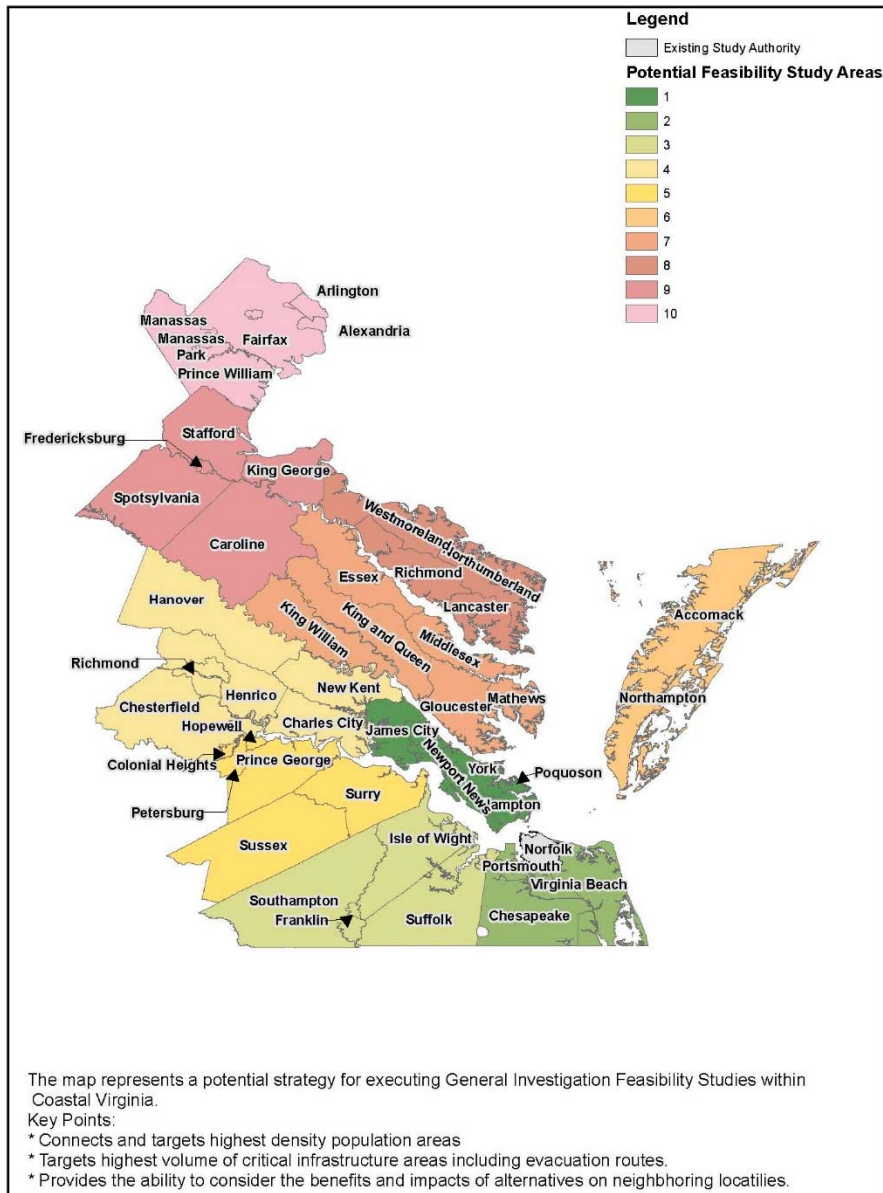 Legend
Existing Study Authority
Potential Feasibility Study Areas
1
2
3
4
5
6
7
8
9
10
Arlington
Manassas
Alexandria
Manassas
Park
Fairfax
Prince William
Stafford
Fredericksburg
King George
Spotsylvania
Westmoreland
Northumberland
Caroline
Essex
Richmond
Lancaster
Accomack
Hanover
King William
King and Queen
Middlesex
Richmond
Northampton
New Kent
Mathews
Henrico
Gloucester
Chesterfield
Charles City
Hopewell
James City
Colonial Heights
Prince George
York
Newport News
Poquoson
Petersburg
Surry
ampton
Sussex
Isle of Wight
Norfolk
Portsmouth
Virginia Beach
Southampton
Franklin
Suffolk
Chesapeake
The map represents a potential strategy for executing General Investigation Feasibility Studies within
Coastal Virginia.
Key Points:
* Connects and targets highest density population areas
* Targets highest volume of critical infrastructure areas including evacuation routes.
* Provides the ability to consider the benefits and impacts of alternatives on neighbhoring locatilies.